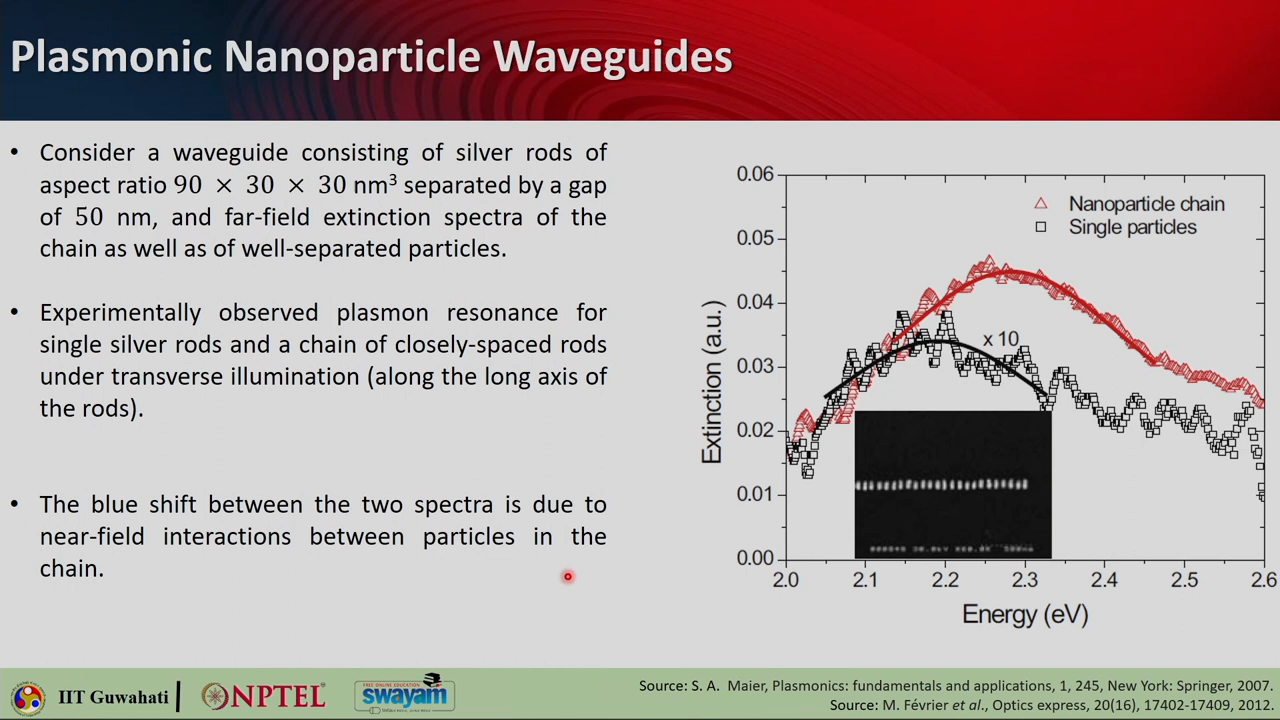 Plasmonic Nanoparticle Waveguides
• Consider a waveguide consisting of silver rods of
aspect ratio 90 × 30 × 30 nm³ separated by a gap
of 50 nm, and far-field extinction spectra of the
chain as well as of well-separated particles.
• Experimentally observed plasmon resonance for
single silver rods and a chain of closely-spaced rods
under transverse illumination (along the long axis of
the rods).
• The blue shift between the two spectra is due to
near-field interactions between particles in the
chain.
0.06
0.05
0.04
0.03
0.02
0.01
0.00
Extinction (a.u.)
Nanoparticle chain
Single particles
x 10
2.0 2.1 2.2 2.3 2.4 2.5 2.6
Energy (eV)
IIT Guwahati
NPTEL
FREE ONLINE EDUCATION
swayam
Source: S. A. Maier, Plasmonics: fundamentals and applications, 1, New York: Springer, 2007,
Source: M. Février et al., Optics express, 20(16), 17402-17409, 2012.